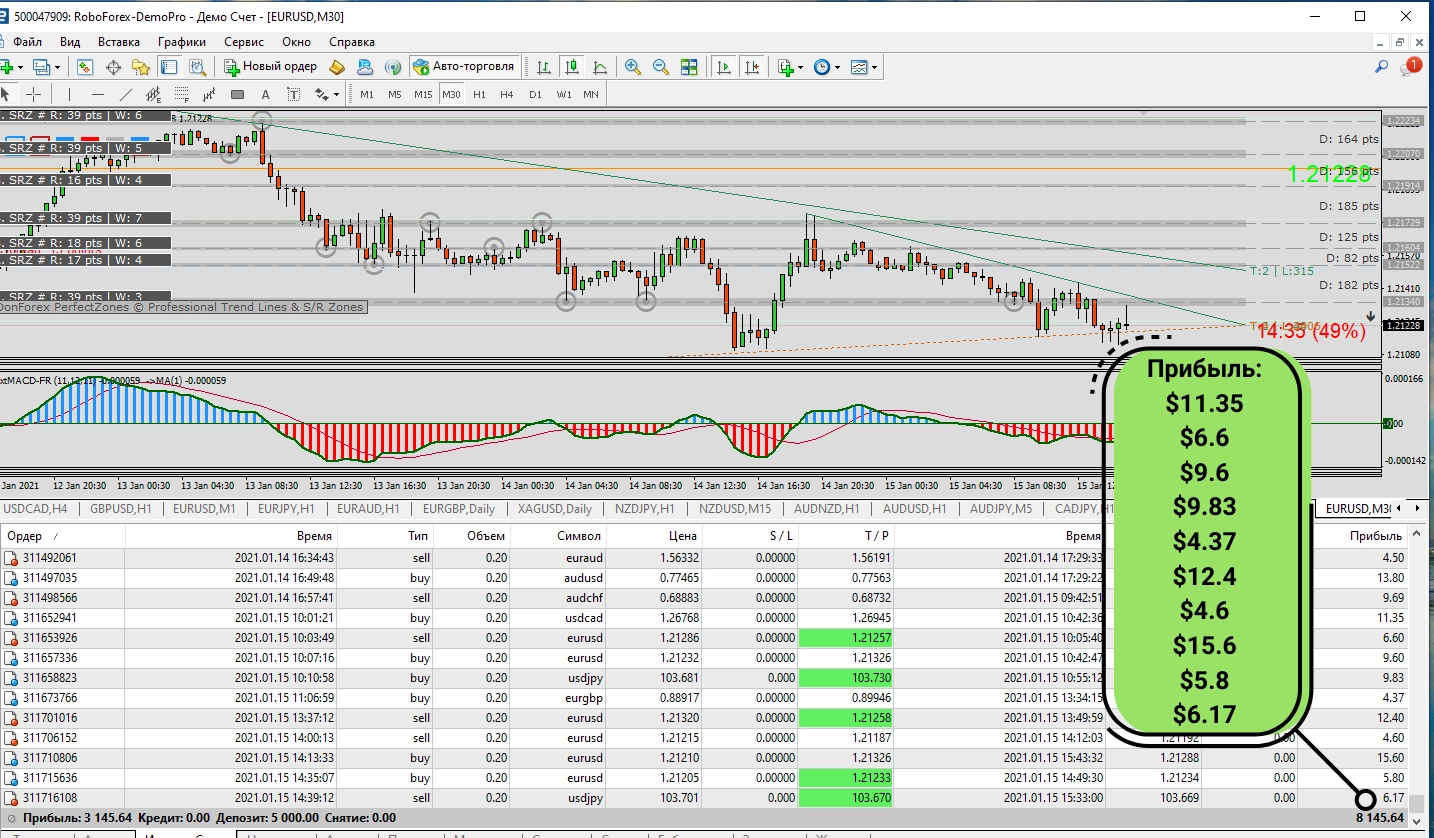 500047909: RoboForex-DemoPro - Демо Счет - [EURUSD,M30]
Файл Вид Вставка Графики Сервис Окно Справка
Новый ордер Авто-торговля 1
A T M1 M5 M15 M30 H1 H4 D1 W1 MN
. SRZ # R: 39 pts | W: 6
1.22234
D: 164 pts
. SRZ # R: 39 pts | W: 5
1.22070
1.21228 D: 156 pts
. SRZ # R: 16 pts | W: 4
1.21914
D: 185 pts
. SRZ # R: 39 pts | W: 7
1.21729
D: 125 pts
. SRZ # R: 18 pts | W: 6
1.21604
. SRZ # R: 17 pts | W: 4
D: 82 pts
1.21570
1.21522
T:2 | L:315
D: 182 pts
1.21410
. SRZ # R: 39 pts | W: 3
1.21340
DonForex PerfectZones © Professional Trend Lines & S/R Zones
14:35 (49%)
1.21228
1.21080
(11,12,11) -0.000059 ->MA(1) -0.000059
0.000166
-0.000142
Jan 2021 12 Jan 20:30 13 Jan 00:30 13 Jan 04:30 13 Jan 08:30 13 Jan 12:30 13 Jan 16:30 13 Jan 20:30 14 Jan 00:30 14 Jan 04:30 14 Jan 08:30 14 Jan 12:30 14 Jan 16:30 14 Jan 20:30 15 Jan 00:30 15 Jan 04:30 15 Jan 08:30 15 Jan
USDCAD,H4 GBPUSD,H1 EURUSD,M1 EURJPY,H1 EURAUD,H1 EURGBP,Daily XAGUSD,Daily NZDJPY,H1 NZDUSD,M15 AUDNZD,H1 AUDUSD,H1 AUDJPY,M5 CADJPY,H1 EURUSD,M30
Ордер / Время Тип Объем Символ Цена S / L T / P Время Прибыль
311492061 2021.01.14 16:34:43 sell 0.20 euraud 1.56332 0.00000 1.56191 2021.01.14 17:29:33 4.50
311497035 2021.01.14 16:49:48 buy 0.20 audusd 0.77465 0.00000 0.77563 2021.01.14 17:29:22 13.80
311498566 2021.01.14 16:57:41 sell 0.20 audchf 0.68883 0.00000 0.68732 2021.01.15 09:42:51 9.69
311652941 2021.01.15 10:01:21 buy 0.20 usdcad 1.26768 0.00000 1.26945 2021.01.15 10:42:36 11.35
311653926 2021.01.15 10:03:49 sell 0.20 eurusd 1.21286 0.00000 1.21257 2021.01.15 10:05:40 6.60
311657336 2021.01.15 10:07:16 buy 0.20 eurusd 1.21232 0.00000 1.21326 2021.01.15 10:42:47 9.60
311658823 2021.01.15 10:10:58 buy 0.20 usdjpy 103.681 0.000 103.730 2021.01.15 10:55:12 9.83
311673766 2021.01.15 11:06:59 buy 0.20 eurgbp 0.88917 0.00000 0.89946 2021.01.15 13:34:15 4.37
311701016 2021.01.15 13:37:12 sell 0.20 eurusd 1.21320 0.00000 1.21258 2021.01.15 13:49:59 12.40
311706152 2021.01.15 14:00:13 sell 0.20 eurusd 1.21215 0.00000 1.21187 2021.01.15 14:12:03 1.21192 0.00 4.60
311710806 2021.01.15 14:13:33 buy 0.20 eurusd 1.21210 0.00000 1.21326 2021.01.15 15:43:32 1.21288 0.00 15.60
311715636 2021.01.15 14:35:07 buy 0.20 eurusd 1.21205 0.00000 1.21233 2021.01.15 14:49:30 1.21234 0.00 5.80
311716108 2021.01.15 14:39:12 sell 0.20 usdjpy 103.701 0.000 103.670 2021.01.15 15:33:00 103.669 0.00 6.17
Прибыль: 3 145.64 Кредит: 0.00 Депозит: 5 000.00 Снятие: 0.00 8 145.64
Прибыль:
$11.35
$6.6
$9.6
$9.83
$4.37
$12.4
$4.6
$15.6
$5.8
$6.17